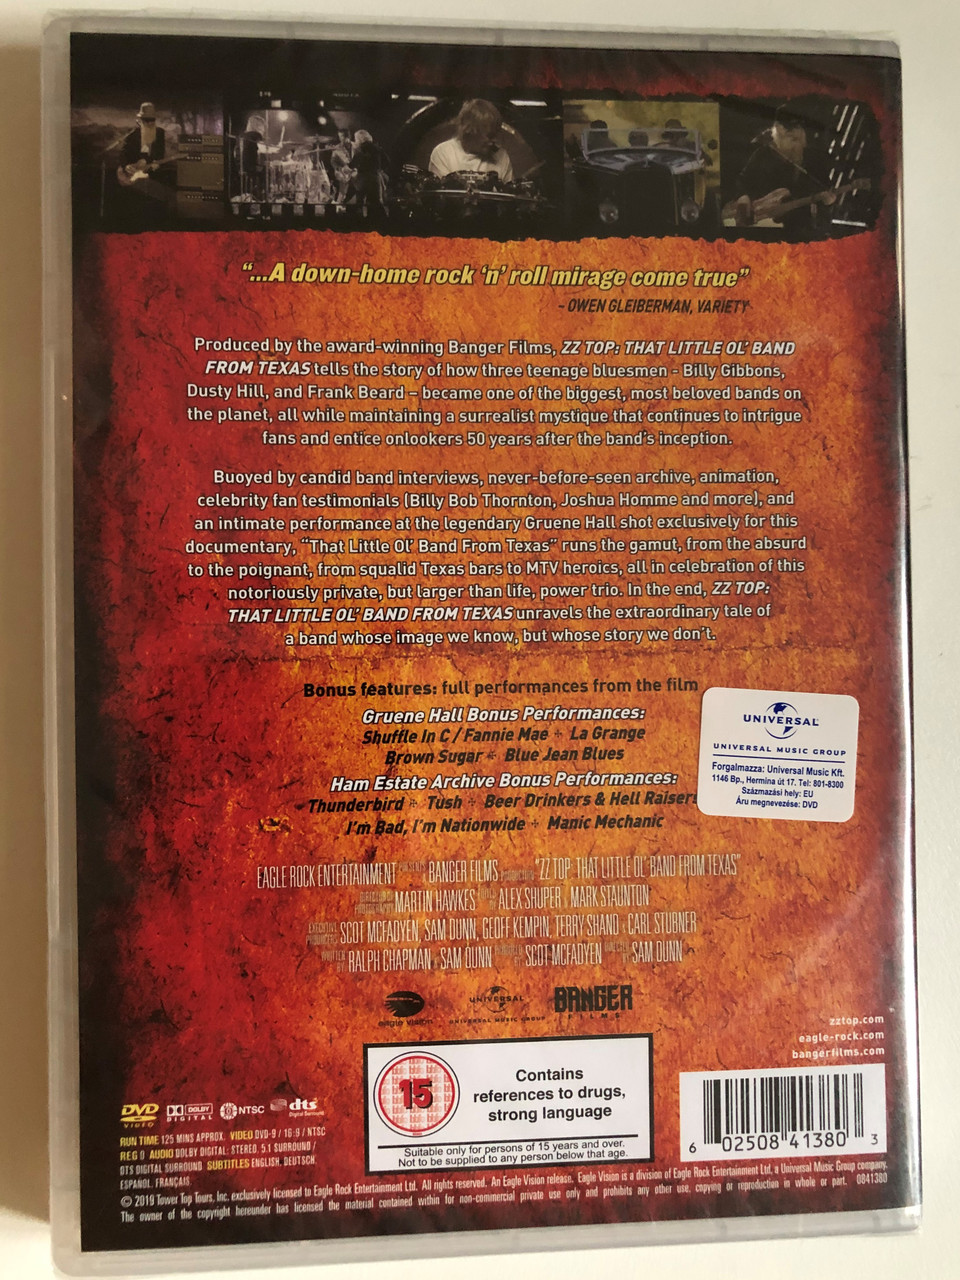 “...A down-home rock ‘n’ roll mirage come true”
- OWEN GLEIBERMAN, VARIETY
Produced by the award-winning Banger Films, ZZ TOP: THAT LITTLE OL’ BAND
FROM TEXAS tells the story of how three teenage bluesmen - Billy Gibbons,
Dusty Hill, and Frank Beard – became one of the biggest, most beloved bands on
the planet, all while maintaining a surrealist mystique that continues to intrigue
fans and entice onlookers 50 years after the band’s inception.
Buoyed by candid band interviews, never-before-seen archive, animation,
celebrity fan testimonials (Billy Bob Thornton, Joshua Homme and more), and
an intimate performance at the legendary Gruene Hall shot exclusively for this
documentary, “That Little Ol’ Band From Texas” runs the gamut, from the absurd
to the poignant, from squalid Texas bars to MTV heroics, all in celebration of this
notoriously private, but larger than life, power trio. In the end, ZZ TOP:
THAT LITTLE OL’ BAND FROM TEXAS unravels the extraordinary tale of
a band whose image we know, but whose story we don’t.
Bonus features: full performances from the film
Gruene Hall Bonus Performances:
Shuffle In C / Fannie Mae + La Grange
Brown Sugar + Blue Jean Blues
Ham Estate Archive Bonus Performances:
Thunderbird + Tush + Beer Drinkers & Hell Raisers
I’m Bad, I’m Nationwide + Manic Mechanic
UNIVERSAL
UNIVERSAL MUSIC GROUP
Forgalmazza: Universal Music Kft.
1146 Bp., Hermina út 17. Tel: 801-8300
Származási hely: EU
Áru megnevezése: DVD
EAGLE ROCK ENTERTAINMENT PRESENTS A BANGER FILMS PRODUCTION “ZZ TOP: THAT LITTLE OL’ BAND FROM TEXAS”
DIRECTOR OF PHOTOGRAPHY MARTIN HAWKES EDITED BY ALEX SHUPER & MARK STAUNTON
EXECUTIVE PRODUCERS SCOT MCFADYEN, SAM DUNN, GEOFF KEMPIN, TERRY SHAND & CARL STUBNER
WRITTEN BY RALPH CHAPMAN & SAM DUNN PRODUCED BY SCOT MCFADYEN DIRECTED BY SAM DUNN
eagle vision
UNIVERSAL
UNIVERSAL MUSIC GROUP
BANGER
FILMS
zztop.com
eagle-rock.com
bangerfilms.com
15
Contains
references to drugs,
strong language
Suitable only for persons of 15 years and over.
Not to be supplied to any person below that age.
6 02508 41380 3
DVD
VIDEO
DOLBY
DIGITAL
NTSC
dts
Digital Surround
RUN TIME 125 MINS APPROX. VIDEO DVD-9 / 16:9 / NTSC
REG 0 AUDIO DOLBY DIGITAL: STEREO, 5.1 SURROUND /
DTS DIGITAL SURROUND SUBTITLES ENGLISH, DEUTSCH,
ESPAÑOL, FRANÇAIS
© 2019 Tower Top Tours, Inc. exclusively licensed to Eagle Rock Entertainment Ltd. All rights reserved. An Eagle Vision release. Eagle Vision is a division of Eagle Rock Entertainment Ltd, a Universal Music Group company.
The owner of the copyright hereunder has licensed the material contained within for non-commercial private use only and prohibits any other use, copying or reproduction in whole or part. 0841380